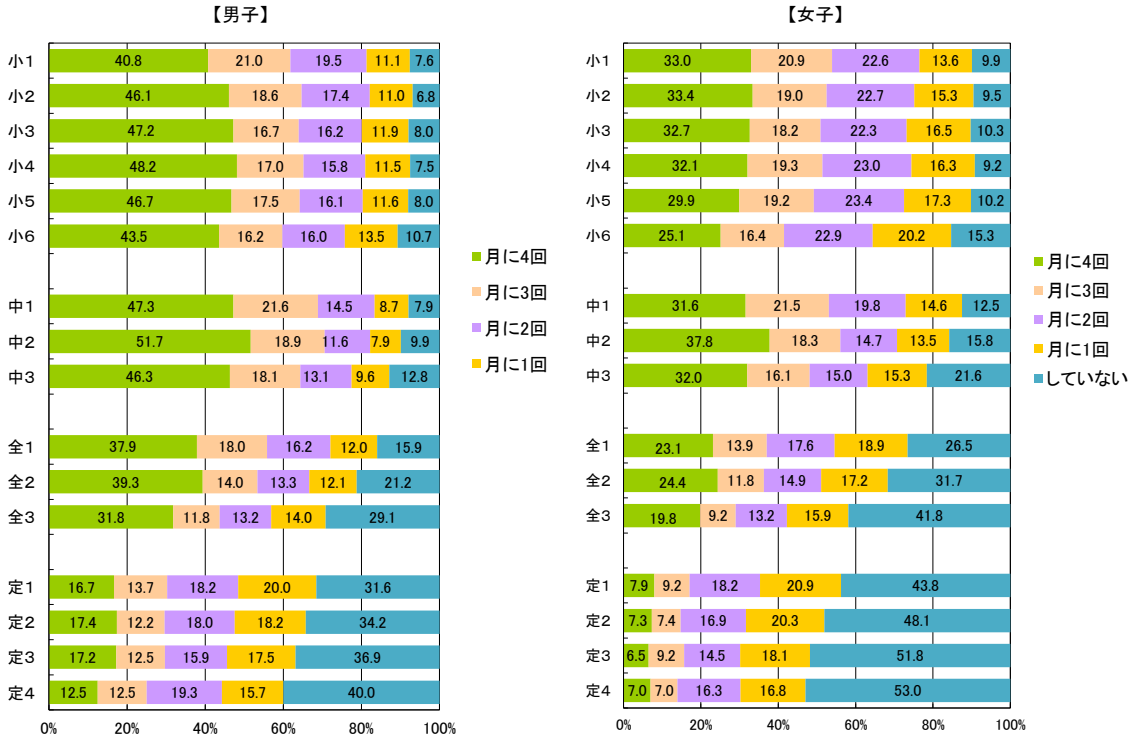 【男子】
小1 40.8 21.0 19.5 11.1 7.6
小2 46.1 18.6 17.4 11.0 6.8
小3 47.2 16.7 16.2 11.9 8.0
小4 48.2 17.0 15.8 11.5 7.5
小5 46.7 17.5 16.1 11.6 8.0
小6 43.5 16.2 16.0 13.5 10.7
中1 47.3 21.6 14.5 8.7 7.9
中2 51.7 18.9 11.6 7.9 9.9
中3 46.3 18.1 13.1 9.6 12.8
全1 37.9 18.0 16.2 12.0 15.9
全2 39.3 14.0 13.3 12.1 21.2
全3 31.8 11.8 13.2 14.0 29.1
定1 16.7 13.7 18.2 20.0 31.6
定2 17.4 12.2 18.0 18.2 34.2
定3 17.2 12.5 15.9 17.5 36.9
定4 12.5 12.5 19.3 15.7 40.0
0% 20% 40% 60% 80% 100%
月に4回
月に3回
月に2回
月に1回
【女子】
小1 33.0 20.9 22.6 13.6 9.9
小2 33.4 19.0 22.7 15.3 9.5
小3 32.7 18.2 22.3 16.5 10.3
小4 32.1 19.3 23.0 16.3 9.2
小5 29.9 19.2 23.4 17.3 10.2
小6 25.1 16.4 22.9 20.2 15.3
中1 31.6 21.5 19.8 14.6 12.5
中2 37.8 18.3 14.7 13.5 15.8
中3 32.0 16.1 15.0 15.3 21.6
全1 23.1 13.9 17.6 18.9 26.5
全2 24.4 11.8 14.9 17.2 31.7
全3 19.8 9.2 13.2 15.9 41.8
定1 7.9 9.2 18.2 20.9 43.8
定2 7.3 7.4 16.9 20.3 48.1
定3 6.5 9.2 14.5 18.1 51.8
定4 7.0 7.0 16.3 16.8 53.0
0% 20% 40% 60% 80% 100%
月に4回
月に3回
月に2回
月に1回
していない